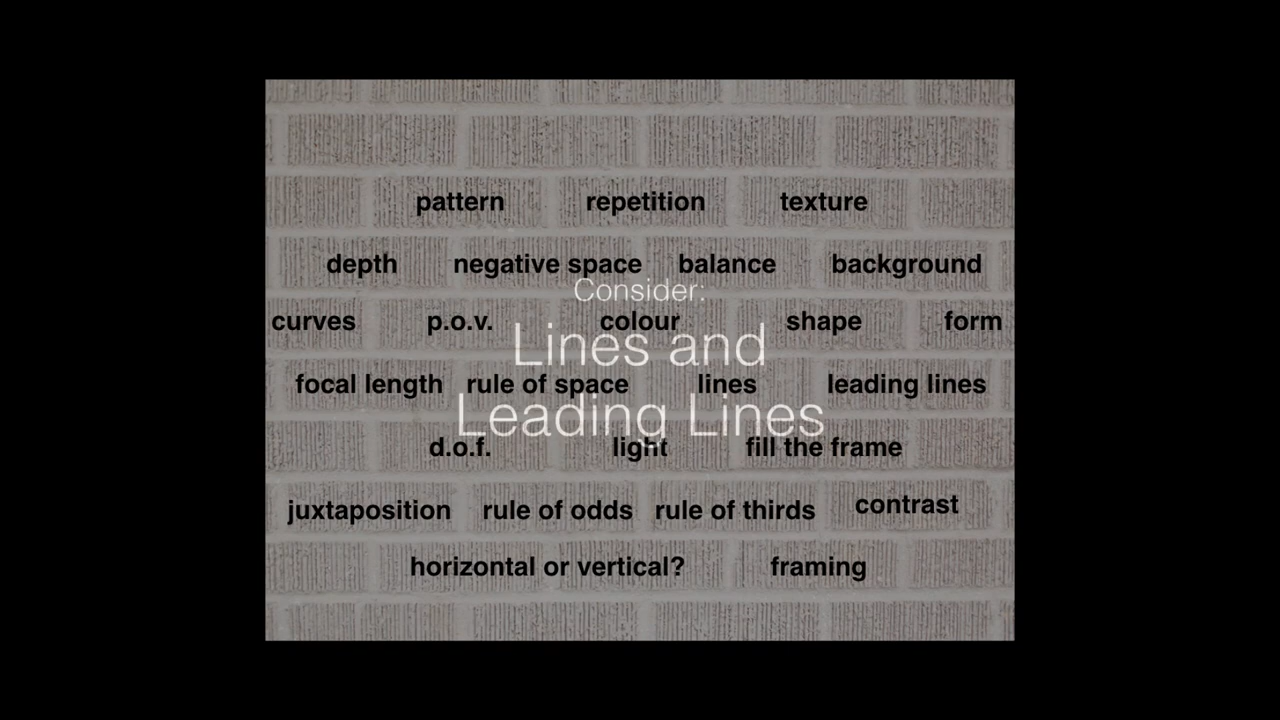 pattern repetition texture
depth negative space balance background
Consider:
curves p.o.v. colour shape form
Lines and
focal length rule of space lines leading lines
Leading Lines
d.o.f. light fill the frame
juxtaposition rule of odds rule of thirds contrast
horizontal or vertical? framing